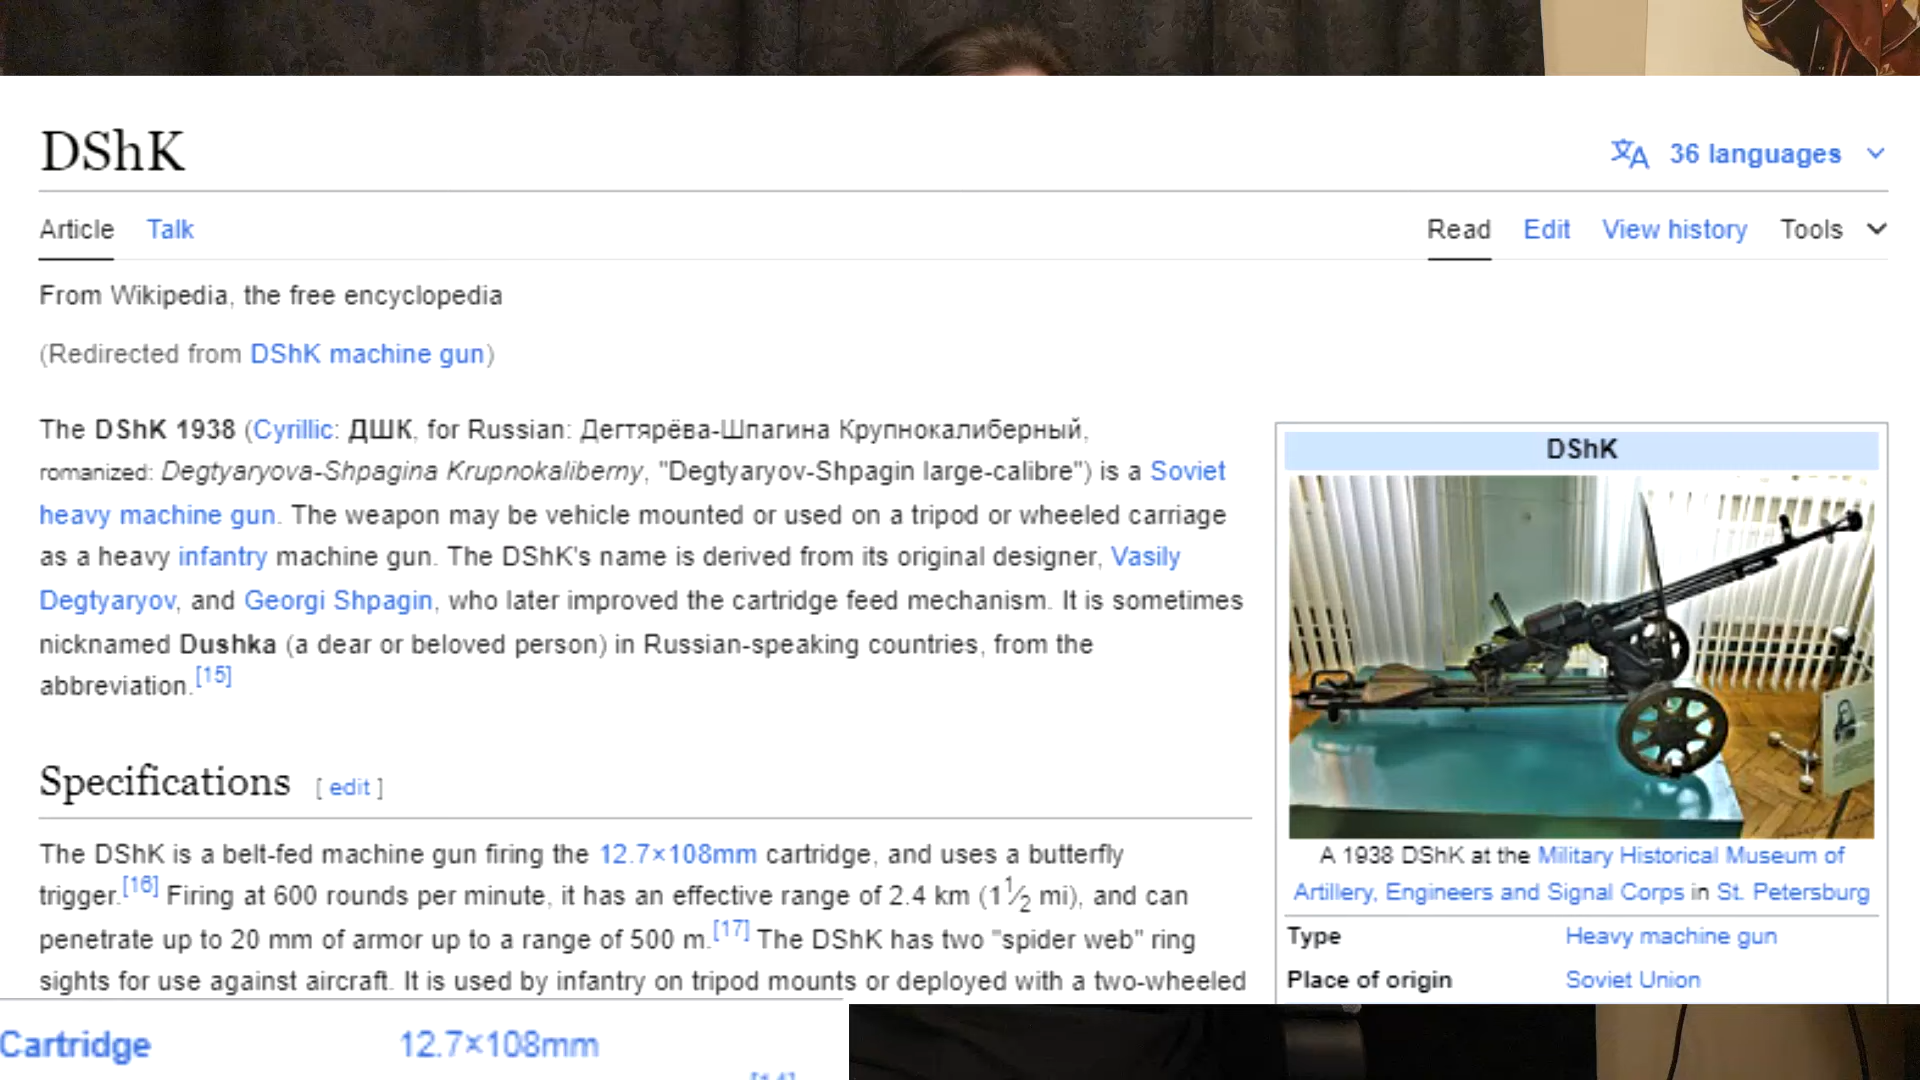 DShK
36 languages
Article Talk Read Edit View history Tools
From Wikipedia, the free encyclopedia
(Redirected from DShK machine gun)
The DShK 1938 (Cyrillic: ДШК, for Russian: Дегтярёва-Шпагина Крупнокалиберный,
romanized: Degtyaryova-Shpagina Krupnokaliberny, "Degtyaryov-Shpagin large-calibre") is a Soviet
heavy machine gun. The weapon may be vehicle mounted or used on a tripod or wheeled carriage
as a heavy infantry machine gun. The DShK's name is derived from its original designer, Vasily
Degtyaryov, and Georgi Shpagin, who later improved the cartridge feed mechanism. It is sometimes
nicknamed Dushka (a dear or beloved person) in Russian-speaking countries, from the
abbreviation.[15]
Specifications [ edit ]
The DShK is a belt-fed machine gun firing the 12.7×108mm cartridge, and uses a butterfly
trigger.[16] Firing at 600 rounds per minute, it has an effective range of 2.4 km (1 1⁄2 mi), and can
penetrate up to 20 mm of armor up to a range of 500 m.[17] The DShK has two "spider web" ring
sights for use against aircraft. It is used by infantry on tripod mounts or deployed with a two-wheeled
DShK
A 1938 DShK at the Military Historical Museum of
Artillery, Engineers and Signal Corps in St. Petersburg
Type Heavy machine gun
Place of origin Soviet Union
Cartridge 12.7×108mm